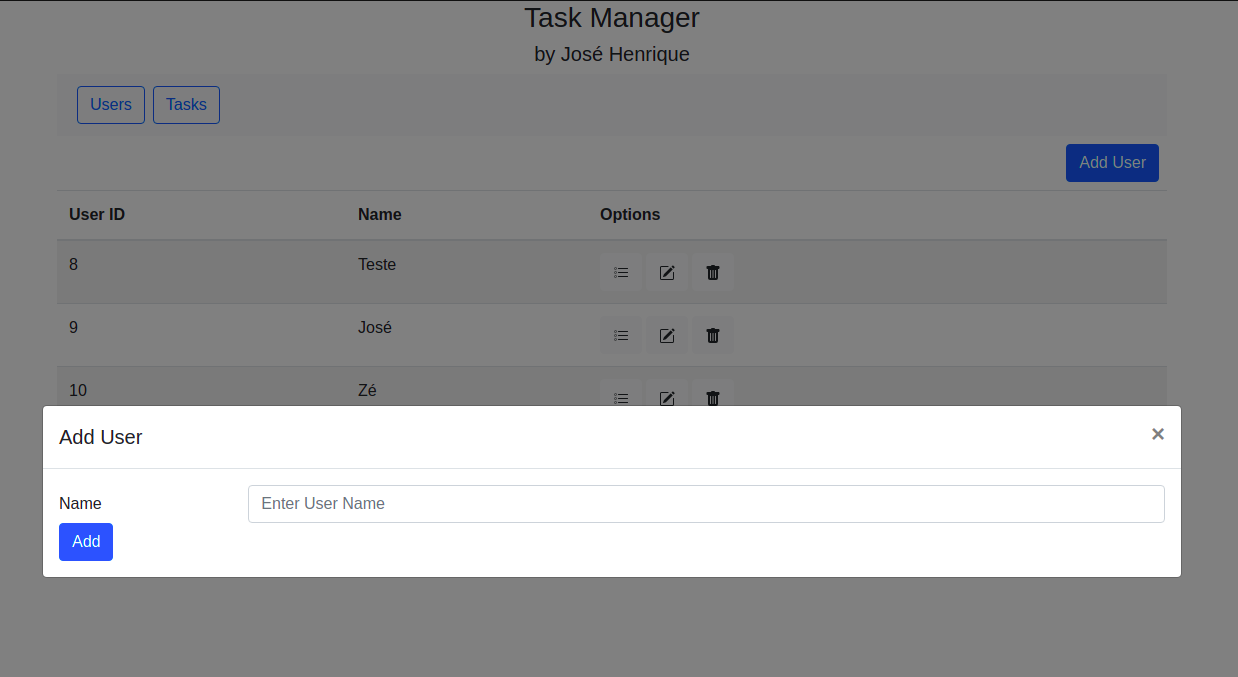 Task Manager
by José Henrique
Users Tasks
Add User
User ID Name Options
8 Teste
9 José
10 Zé
Add User ×
Name Enter User Name
Add